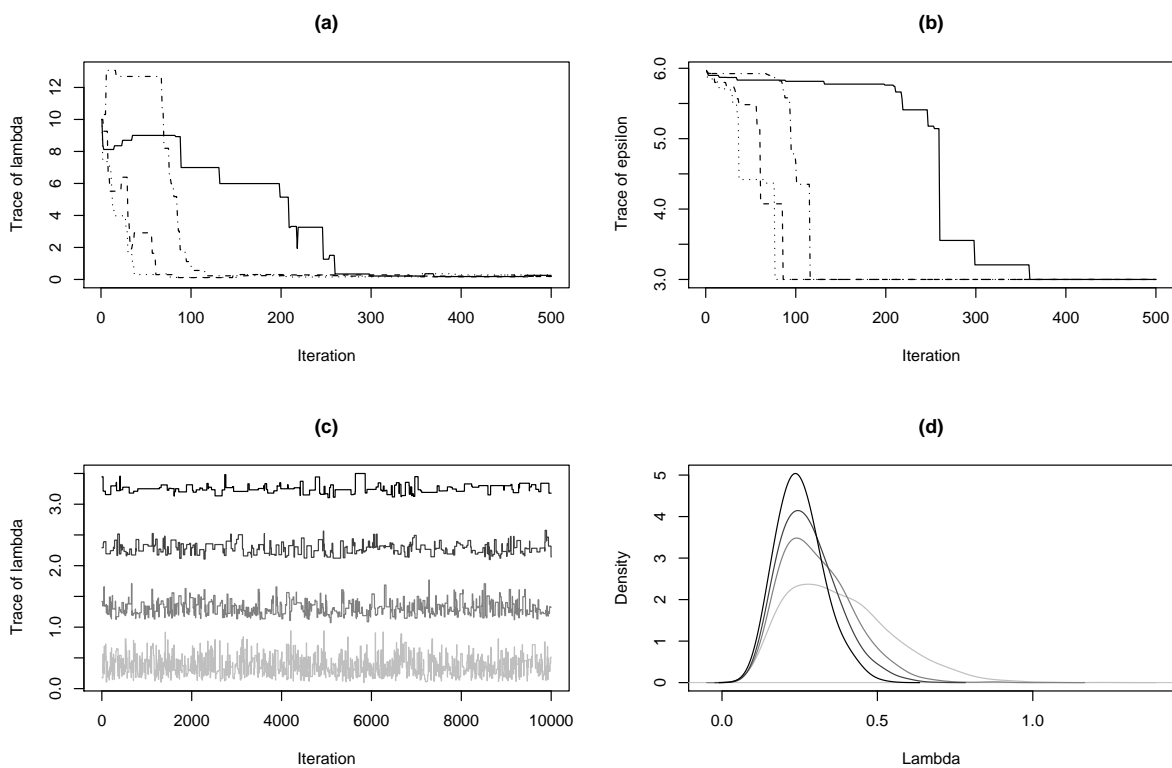 (a)
Trace of lambda
0 2 4 6 8 10 12
0 100 200 300 400 500
Iteration
(b)
Trace of epsilon
3.0 4.0 5.0 6.0
0 100 200 300 400 500
Iteration
(c)
Trace of lambda
0.0 1.0 2.0 3.0
0 2000 4000 6000 8000 10000
Iteration
(d)
Density
0 1 2 3 4 5
0.0 0.5 1.0
Lambda